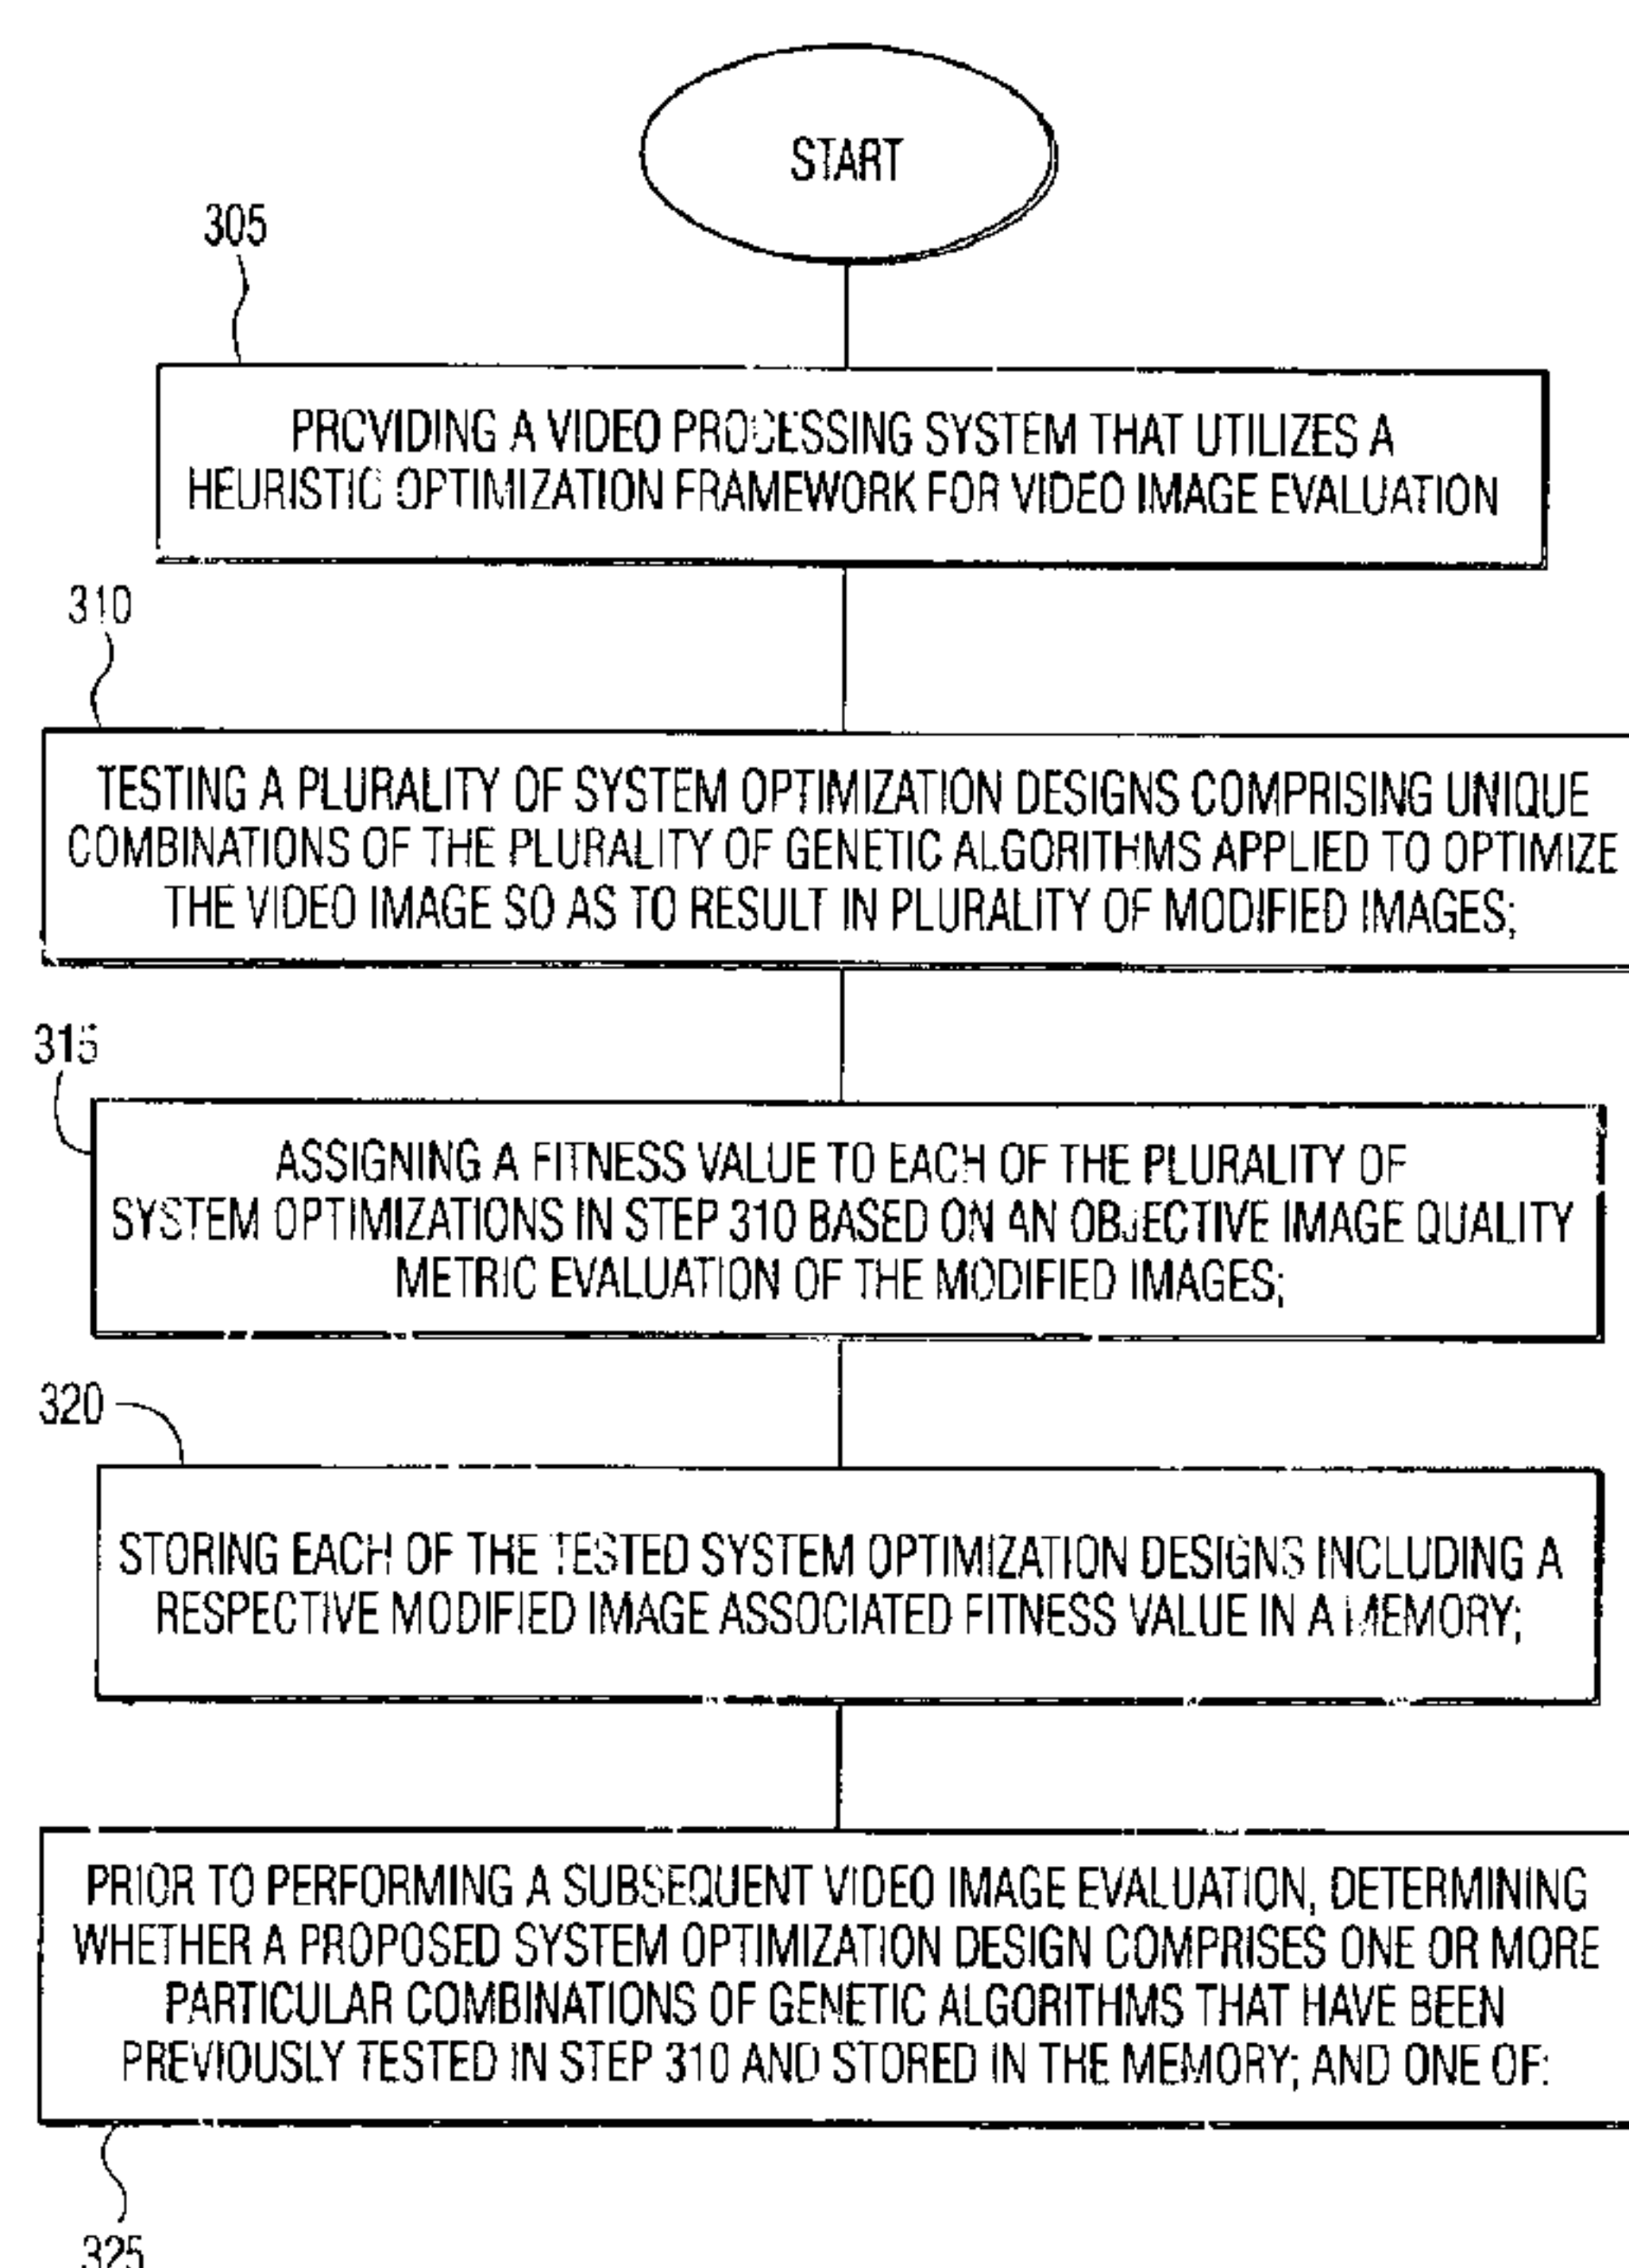 START
305
PROVIDING A VIDEO PROCESSING SYSTEM THAT UTILIZES A
HEURISTIC OPTIMIZATION FRAMEWORK FOR VIDEO IMAGE EVALUATION
310
TESTING A PLURALITY OF SYSTEM OPTIMIZATION DESIGNS COMPRISING UNIQUE
COMBINATIONS OF THE PLURALITY OF GENETIC ALGORITHMS APPLIED TO OPTIMIZE
THE VIDEO IMAGE SO AS TO RESULT IN PLURALITY OF MODIFIED IMAGES;
315
ASSIGNING A FITNESS VALUE TO EACH OF THE PLURALITY OF
SYSTEM OPTIMIZATIONS IN STEP 310 BASED ON AN OBJECTIVE IMAGE QUALITY
METRIC EVALUATION OF THE MODIFIED IMAGES;
320
STORING EACH OF THE TESTED SYSTEM OPTIMIZATION DESIGNS INCLUDING A
RESPECTIVE MODIFIED IMAGE ASSOCIATED FITNESS VALUE IN A MEMORY;
PRIOR TO PERFORMING A SUBSEQUENT VIDEO IMAGE EVALUATION, DETERMINING
WHETHER A PROPOSED SYSTEM OPTIMIZATION DESIGN COMPRISES ONE OR MORE
PARTICULAR COMBINATIONS OF GENETIC ALGORITHMS THAT HAVE BEEN
PREVIOUSLY TESTED IN STEP 310 AND STORED IN THE MEMORY; AND ONE OF:
325